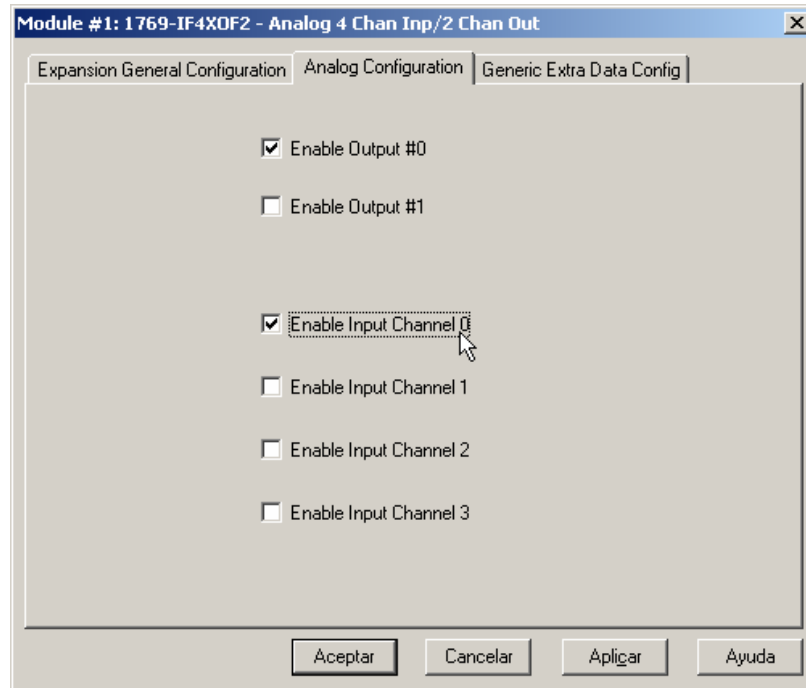 Module #1: 1769-IF4XOF2 - Analog 4 Chan Inp/2 Chan Out
Expansion General Configuration Analog Configuration Generic Extra Data Config
Enable Output #0
Enable Output #1
Enable Input Channel 0
Enable Input Channel 1
Enable Input Channel 2
Enable Input Channel 3
Aceptar Cancelar Aplicar Ayuda